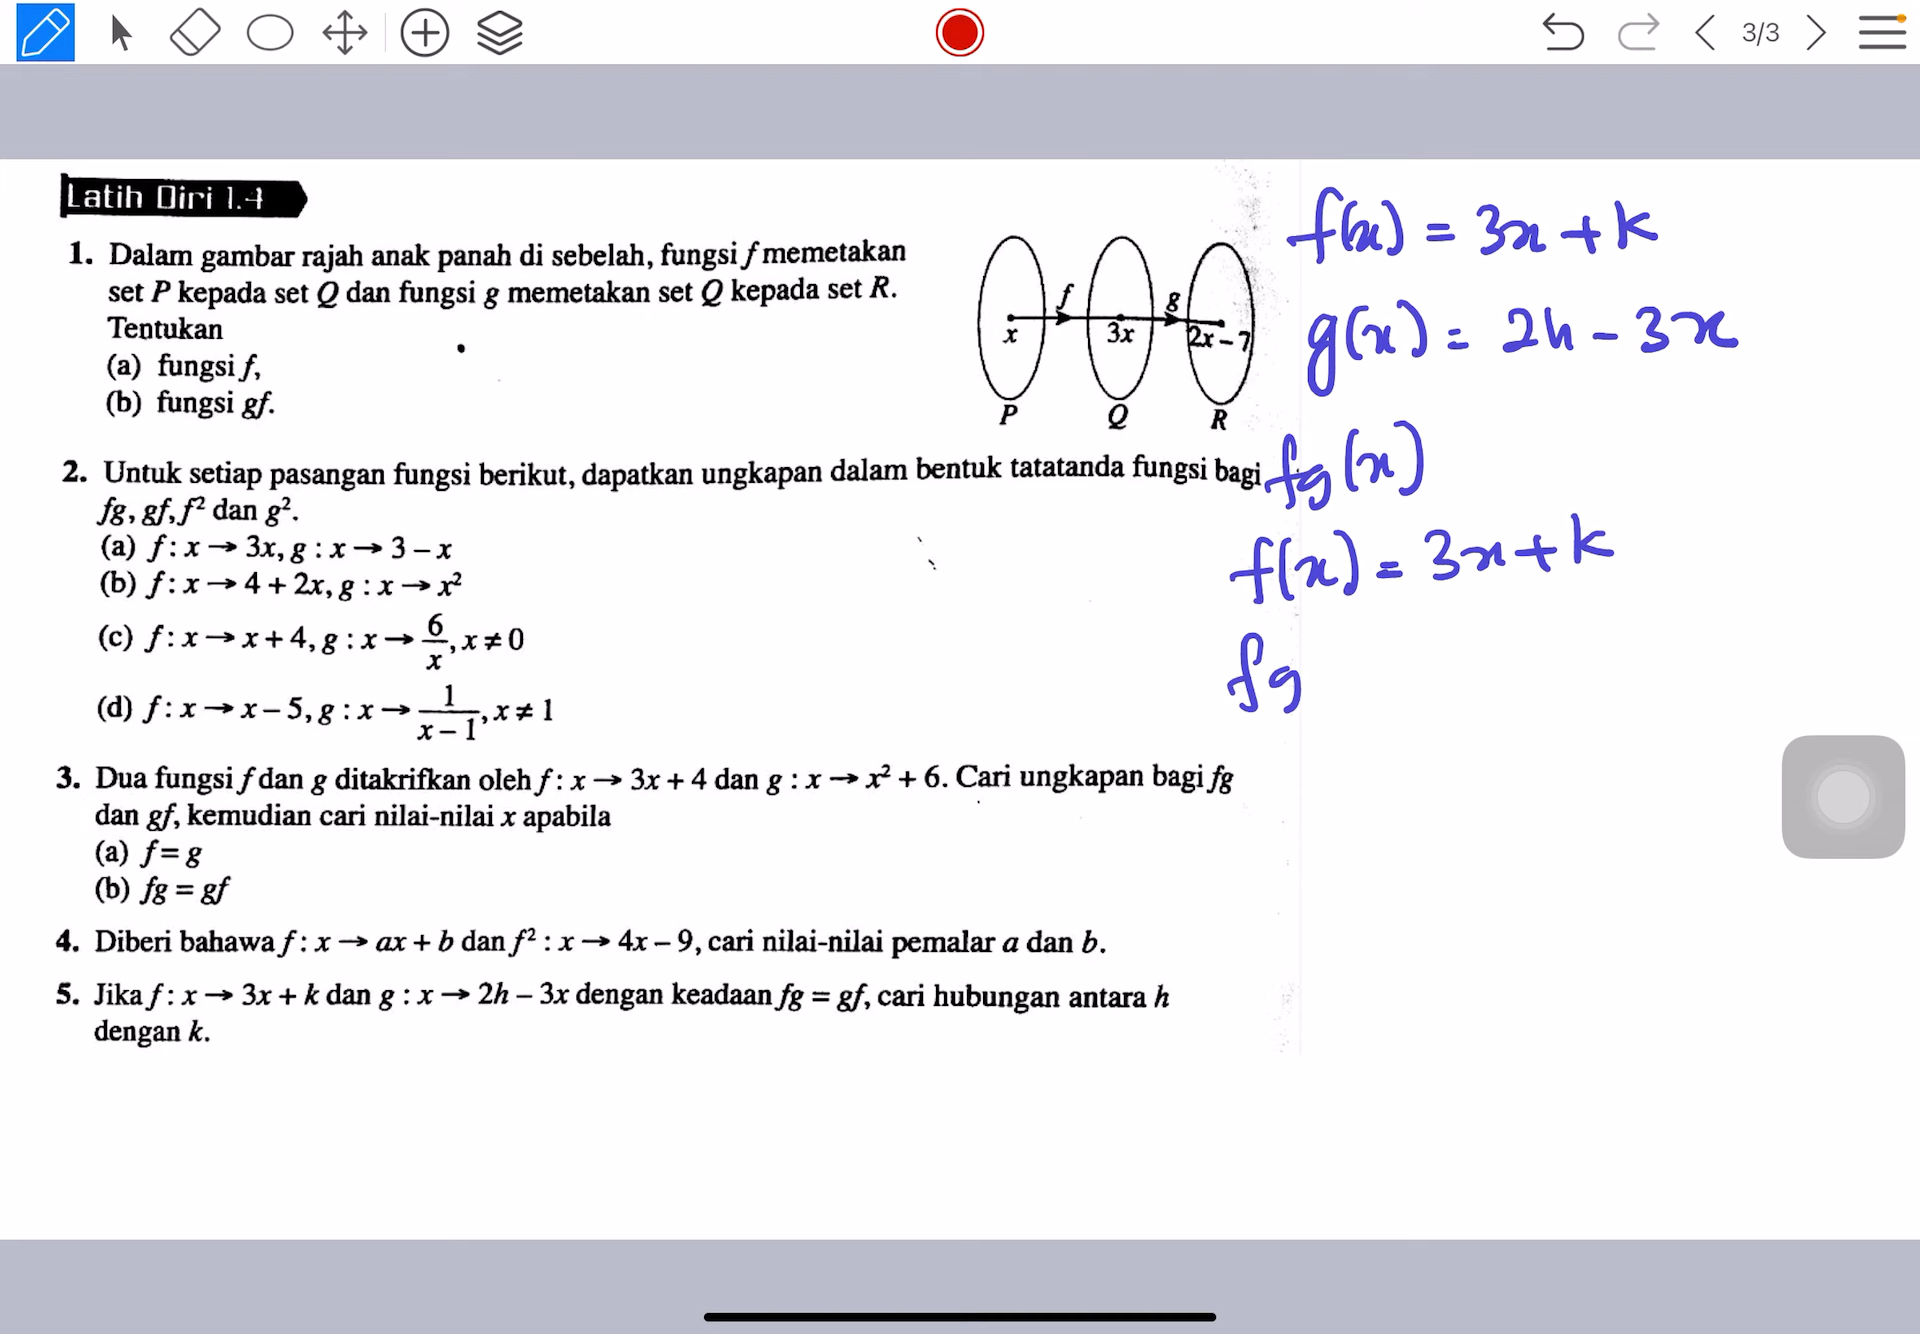 3/3
Latih Diri 1.4
1. Dalam gambar rajah anak panah di sebelah, fungsi f memetakan
set P kepada set Q dan fungsi g memetakan set Q kepada set R.
Tentukan
(a) fungsi f,
(b) fungsi gf.
f g
x 3x 2x – 7
P Q R
2. Untuk setiap pasangan fungsi berikut, dapatkan ungkapan dalam bentuk tatatanda fungsi bagi
fg, gf, f² dan g².
(a) f : x → 3x, g : x → 3 – x
(b) f : x → 4 + 2x, g : x → x²
(c) f : x → x + 4, g : x → 6/x, x ≠ 0
(d) f : x → x – 5, g : x → 1/(x – 1), x ≠ 1
3. Dua fungsi f dan g ditakrifkan oleh f : x → 3x + 4 dan g : x → x² + 6. Cari ungkapan bagi fg
dan gf, kemudian cari nilai-nilai x apabila
(a) f = g
(b) fg = gf
4. Diberi bahawa f : x → ax + b dan f² : x → 4x – 9, cari nilai-nilai pemalar a dan b.
5. Jika f : x → 3x + k dan g : x → 2h – 3x dengan keadaan fg = gf, cari hubungan antara h
dengan k.
f(x) = 3x + k
g(x) = 2h - 3x
fg(x)
f(x) = 3x + k
fg